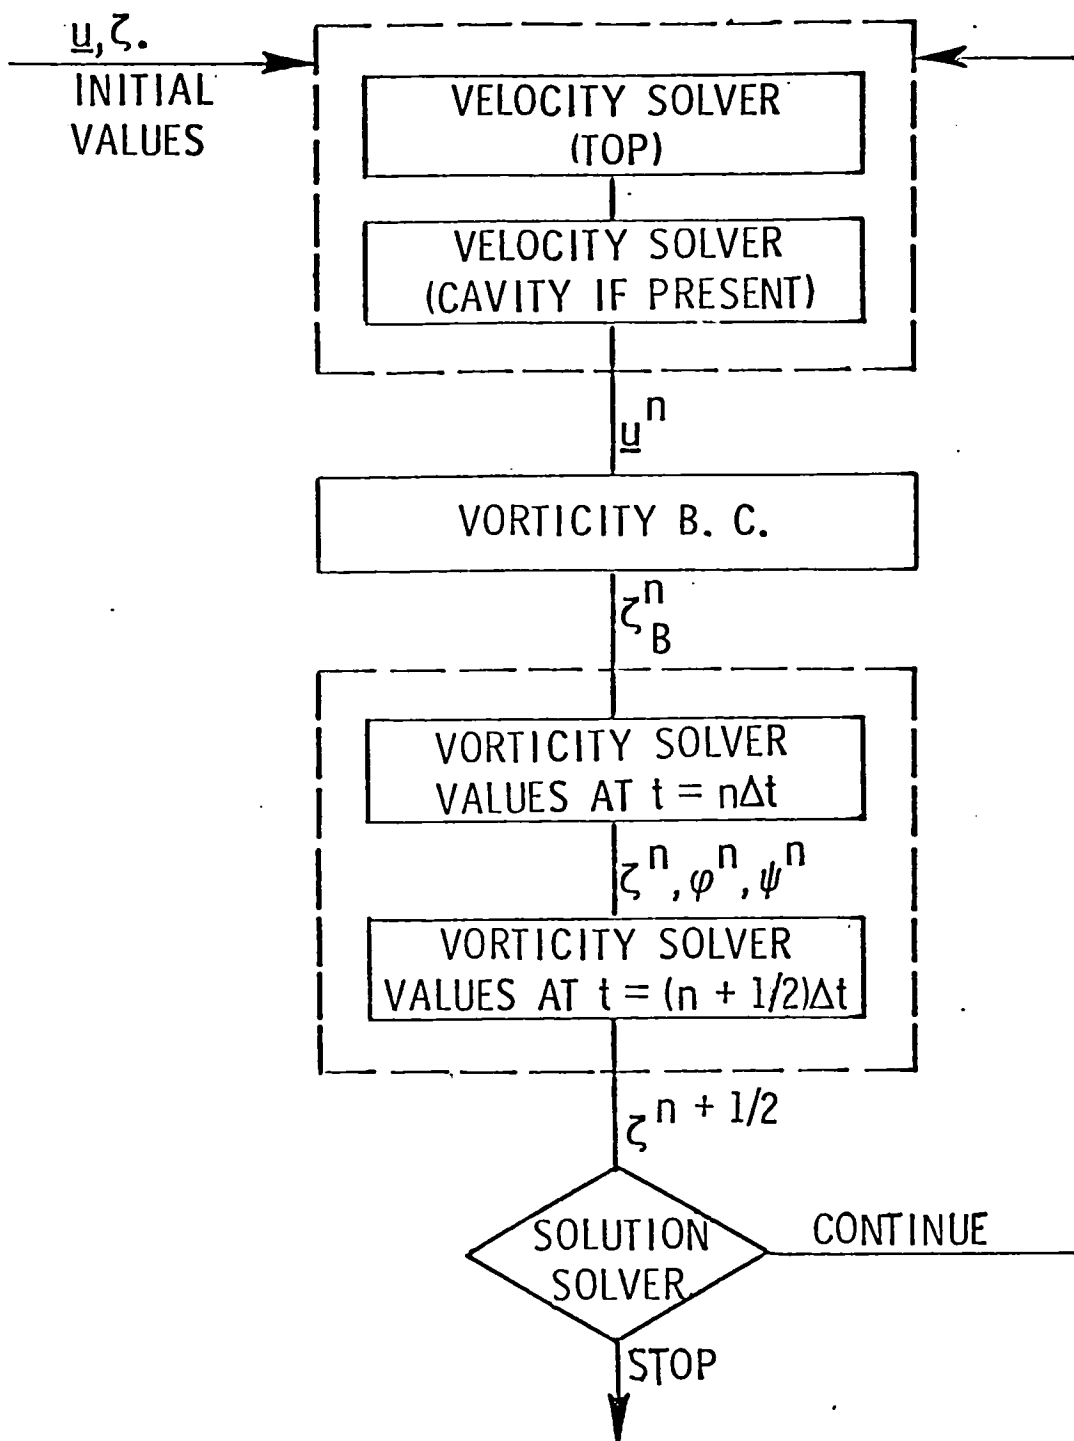 u, ζ.
INITIAL
VALUES
VELOCITY SOLVER
(TOP)
VELOCITY SOLVER
(CAVITY IF PRESENT)
u^n
VORTICITY B. C.
ζ_B^n
VORTICITY SOLVER
VALUES AT t = nΔt
ζ^n, φ^n, ψ^n
VORTICITY SOLVER
VALUES AT t = (n + 1/2)Δt
ζ^n + 1/2
SOLUTION
SOLVER
CONTINUE
STOP